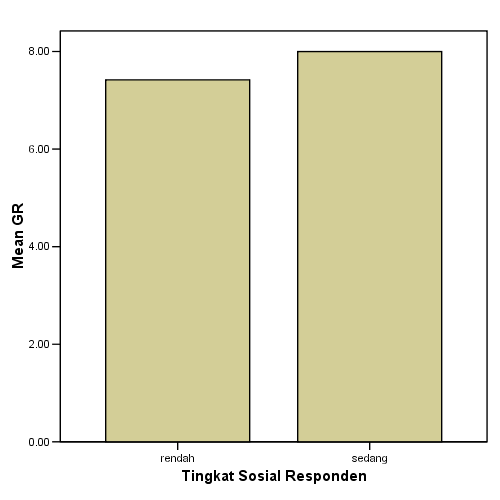 8.00
6.00
4.00
2.00
0.00
Mean GR
rendah
sedang
Tingkat Sosial Responden